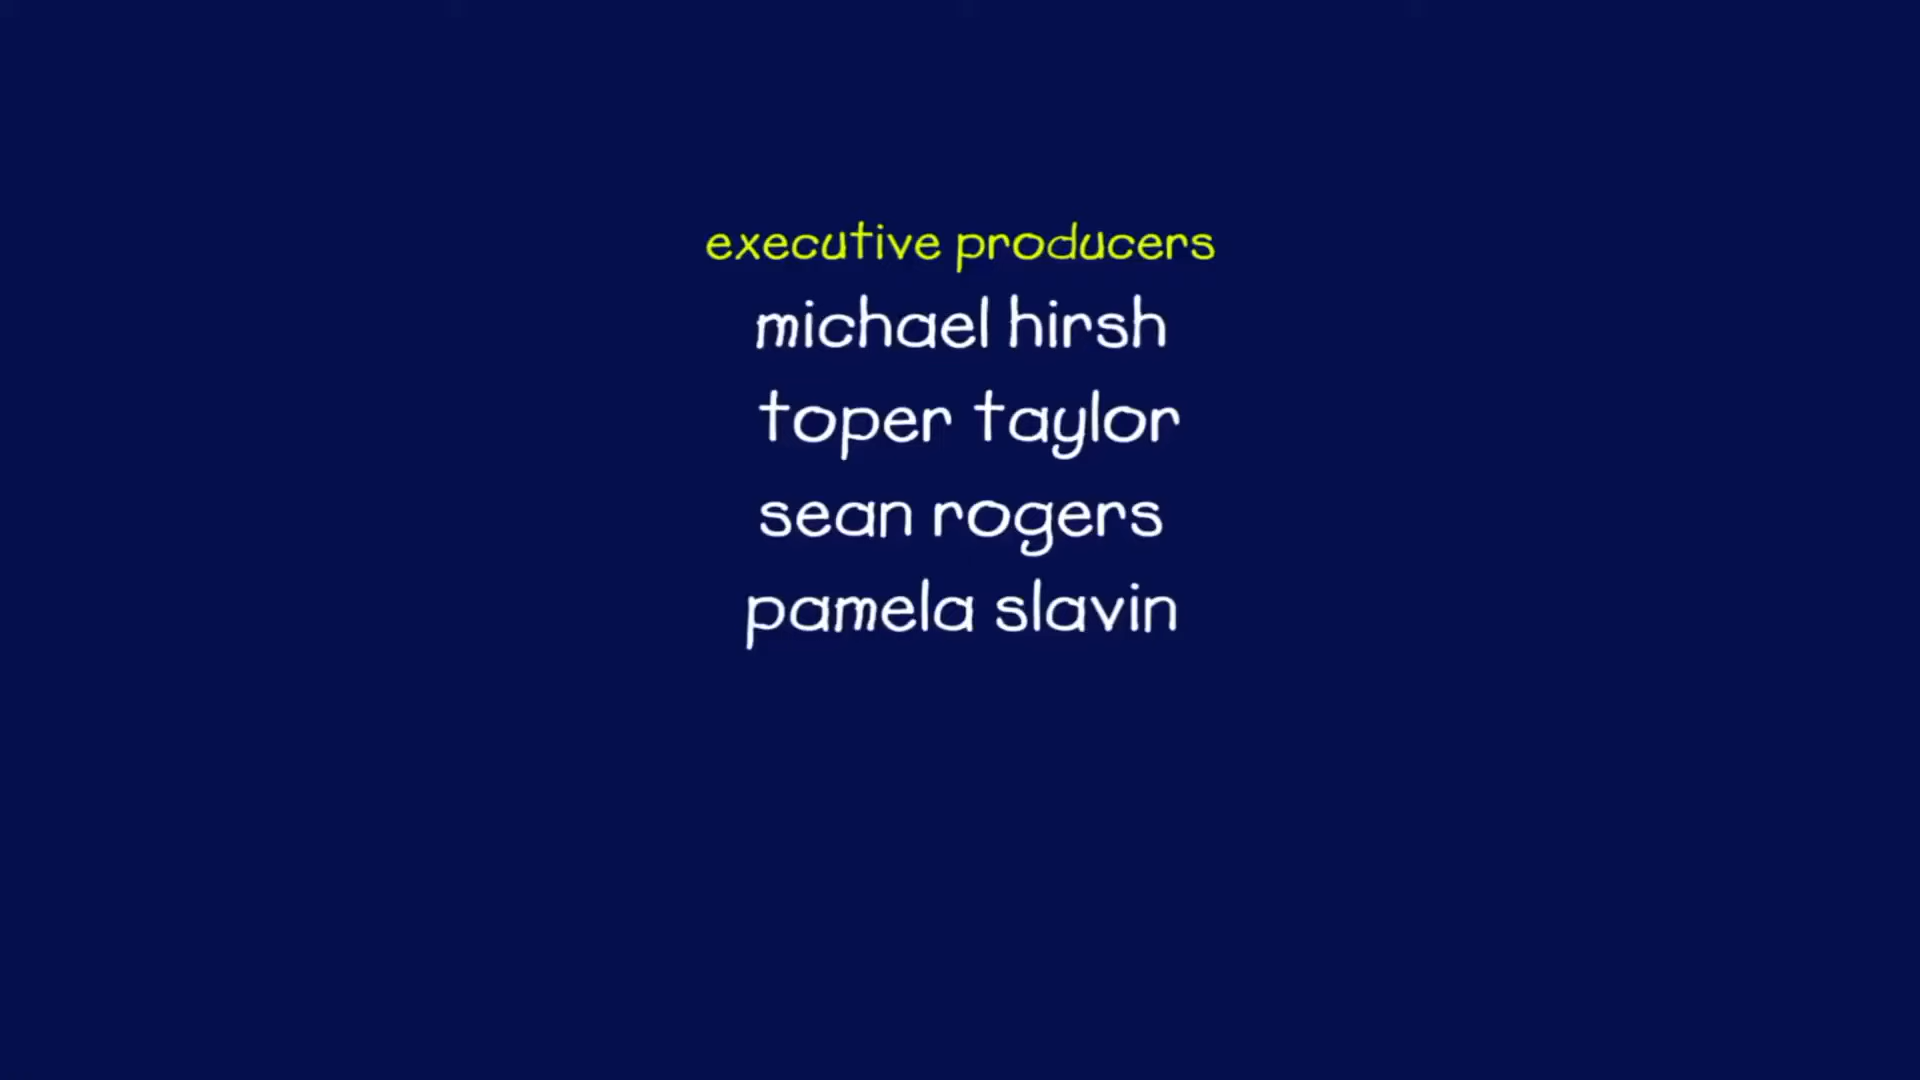 executive producers
michael hirsh
toper taylor
sean rogers
pamela slavin